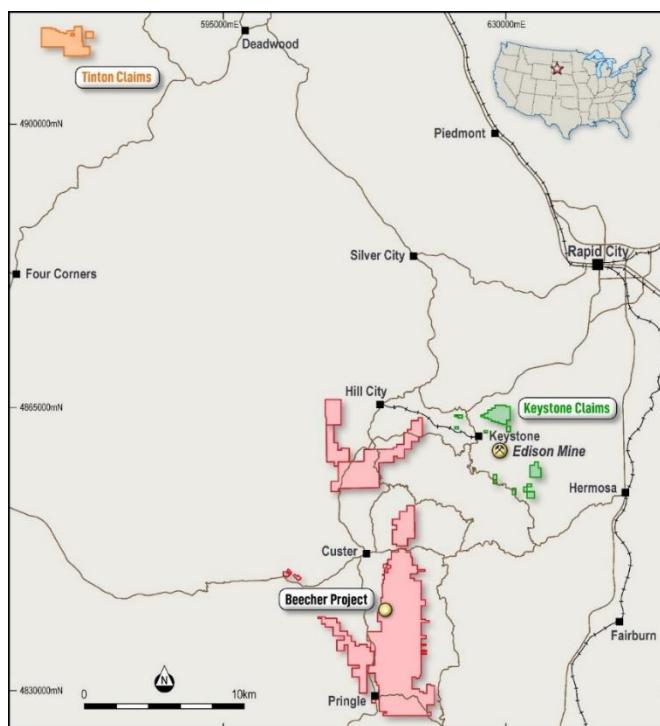 595000mE
630000mE
Deadwood
Tinton Claims
4900000mN
Piedmont
Silver City
Rapid City
Four Corners
Hill City
4865000mN
Keystone Claims
Keystone
Edison Mine
Hermosa
Custer
Beecher Project
Fairburn
4830000mN
Pringle
N
0
10km